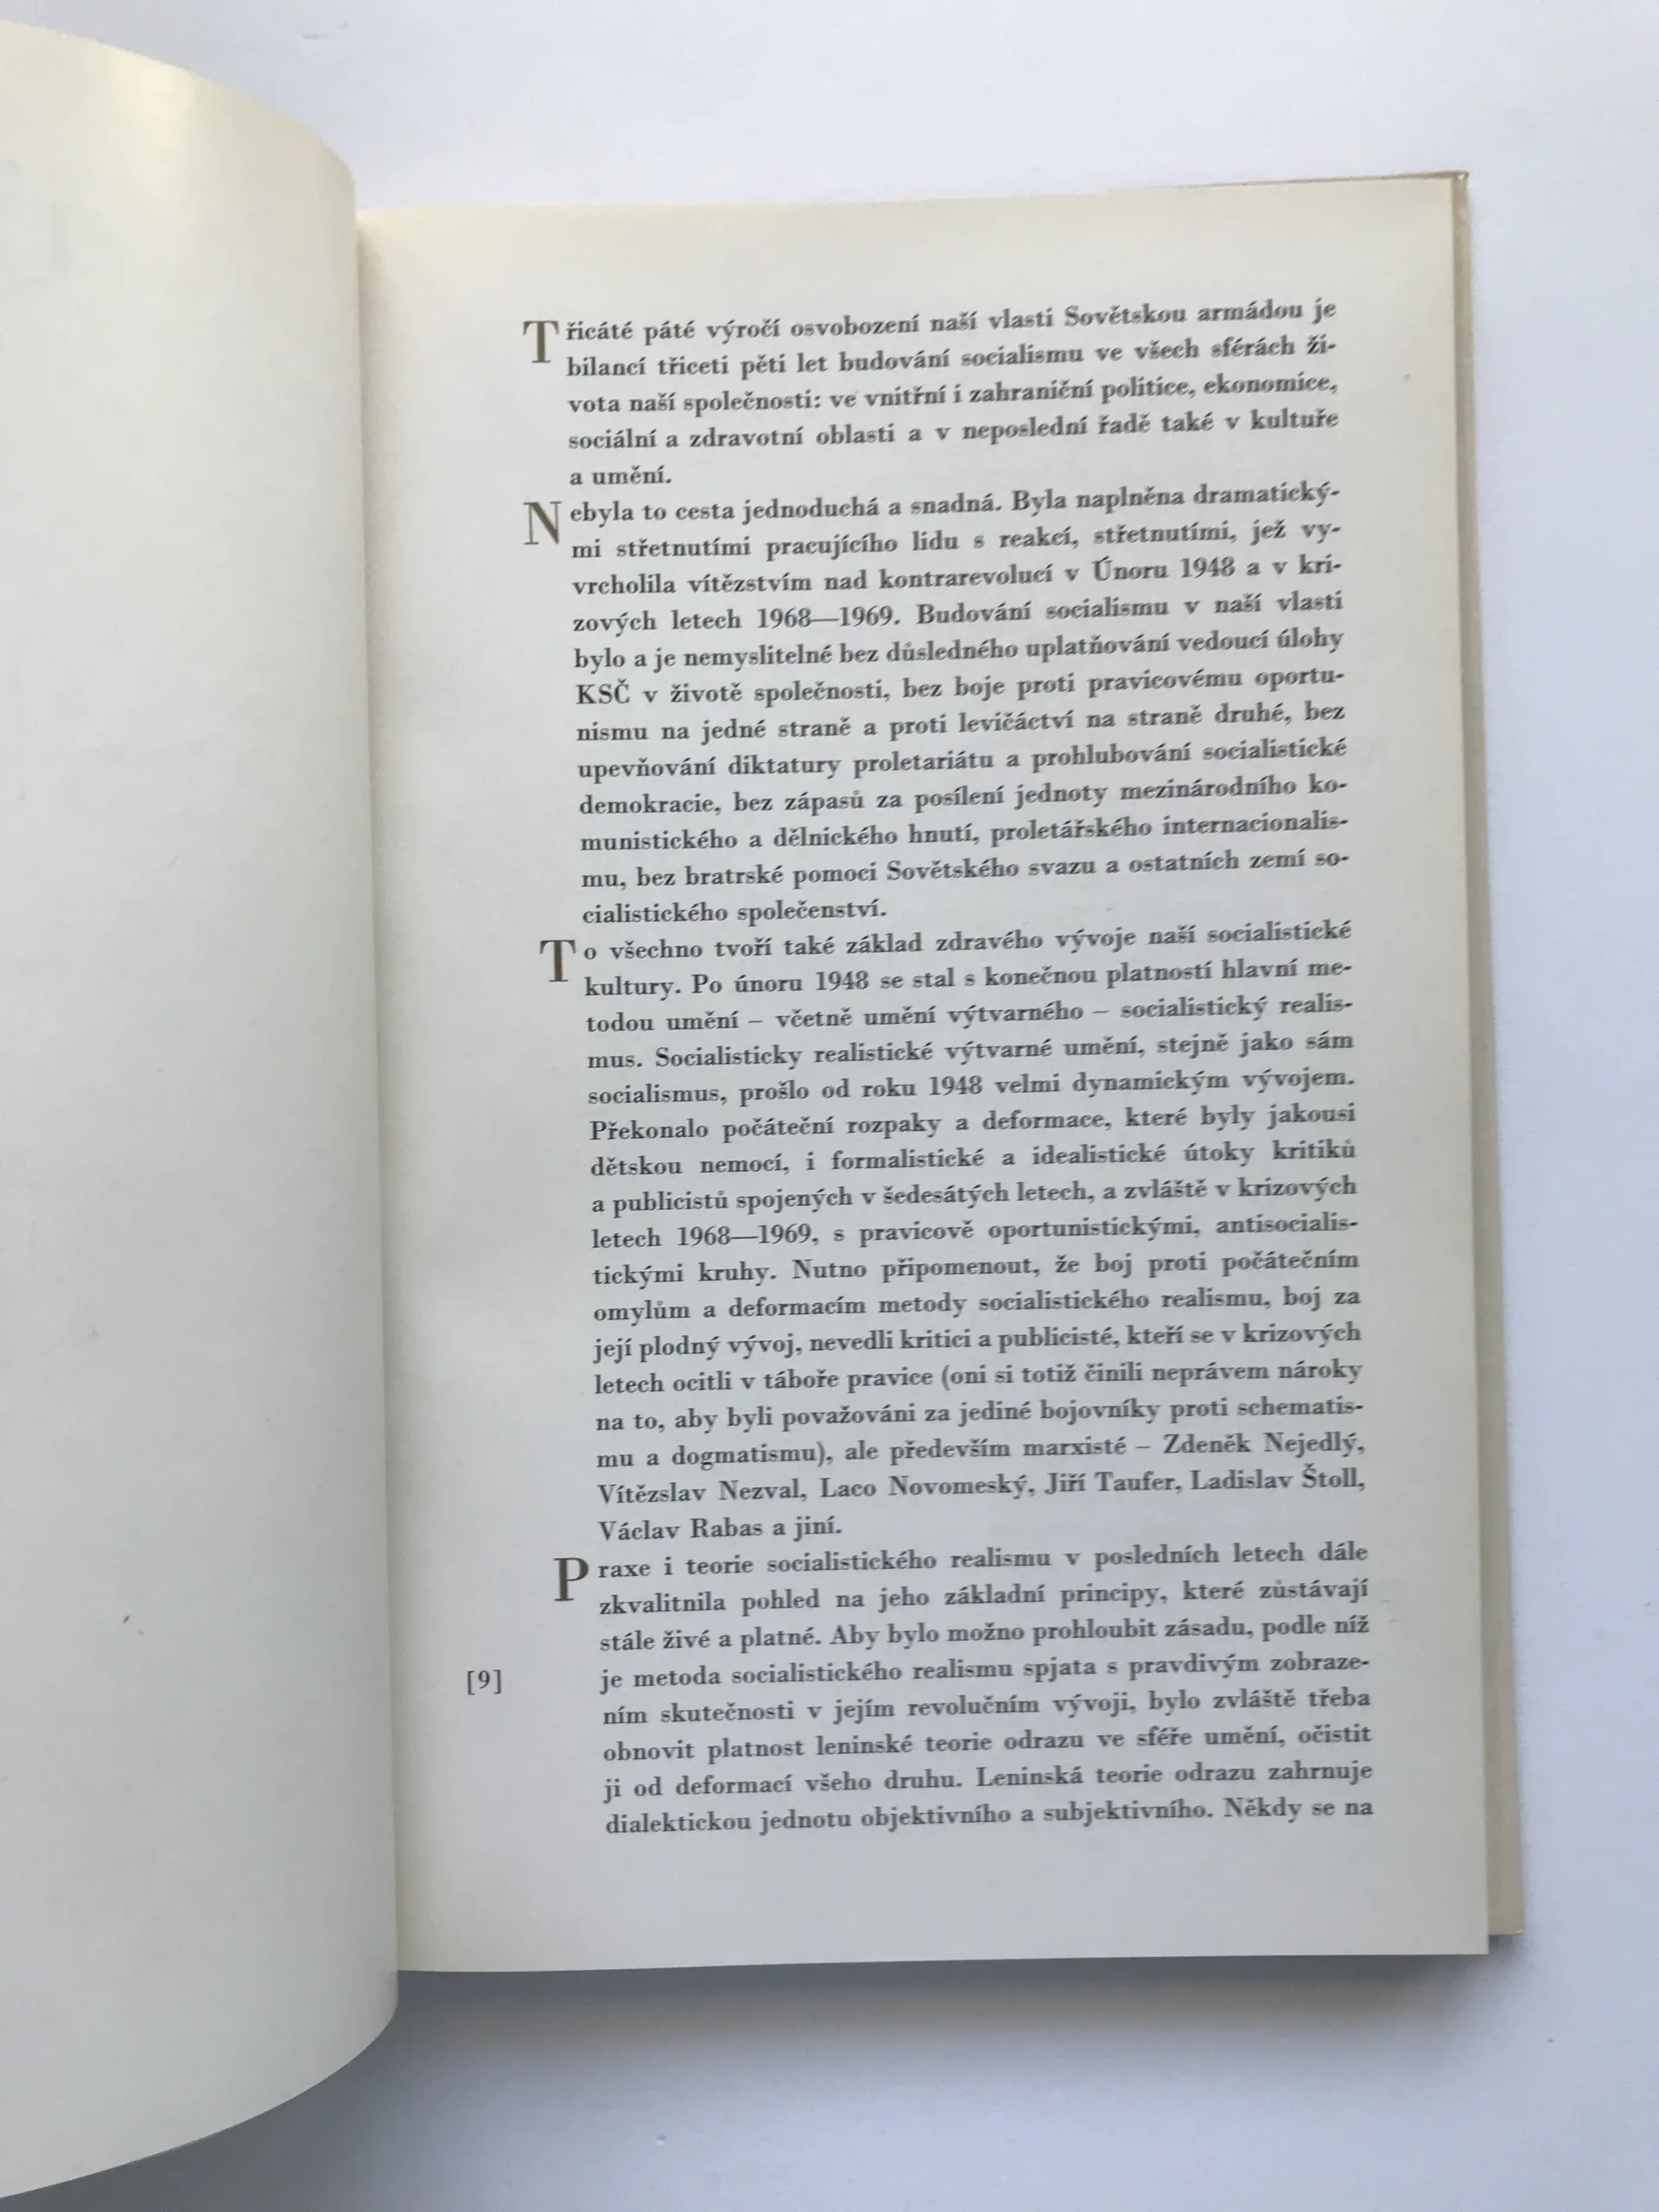 Třicáté páté výročí osvobození naší vlasti Sovětskou armádou je
bilancí třiceti pěti let budování socialismu ve všech sférách ži-
vota naší společnosti: ve vnitřní i zahraniční politice, ekonomice,
sociální a zdravotní oblasti a v neposlední řadě také v kultuře
a umění.
Nebyla to cesta jednoduchá a snadná. Byla naplněna dramatický-
mi střetnutími pracujícího lidu s reakcí, střetnutími, jež vy-
vrcholila vítězstvím nad kontrarevolucí v Únoru 1948 a v kri-
zových letech 1968—1969. Budování socialismu v naší vlasti
bylo a je nemyslitelné bez důsledného uplatňování vedoucí úlohy
KSČ v životě společnosti, bez boje proti pravicovému oportu-
nismu na jedné straně a proti levičáctví na straně druhé, bez
upevňování diktatury proletariátu a prohlubování socialistické
demokracie, bez zápasů za posílení jednoty mezinárodního ko-
munistického a dělnického hnutí, proletářského internacionalis-
mu, bez bratrské pomoci Sovětského svazu a ostatních zemí so-
cialistického společenství.
To všechno tvoří také základ zdravého vývoje naší socialistické
kultury. Po únoru 1948 se stal s konečnou platností hlavní me-
todou umění – včetně umění výtvarného – socialistický realis-
mus. Socialisticky realistické výtvarné umění, stejně jako sám
socialismus, prošlo od roku 1948 velmi dynamickým vývojem.
Překonalo počáteční rozpaky a deformace, které byly jakousi
dětskou nemocí, i formalistické a idealistické útoky kritiků
a publicistů spojených v šedesátých letech, a zvláště v krizových
letech 1968—1969, s pravicově oportunistickými, antisocialis-
tickými kruhy. Nutno připomenout, že boj proti počátečním
omylům a deformacím metody socialistického realismu, boj za
její plodný vývoj, nevedli kritici a publicisté, kteří se v krizových
letech ocitli v táboře pravice (oni si totiž činili neprávem nároky
na to, aby byli považováni za jediné bojovníky proti schematis-
mu a dogmatismu), ale především marxisté – Zdeněk Nejedlý,
Vítězslav Nezval, Laco Novomeský, Jiří Taufer, Ladislav Štoll,
Václav Rabas a jiní.
Praxe i teorie socialistického realismu v posledních letech dále
zkvalitnila pohled na jeho základní principy, které zůstávají
stále živé a platné. Aby bylo možno prohloubit zásadu, podle níž
je metoda socialistického realismu spjata s pravdivým zobraze-
ním skutečnosti v jejím revolučním vývoji, bylo zvláště třeba
obnovit platnost leninské teorie odrazu ve sféře umění, očistit
ji od deformací všeho druhu. Leninská teorie odrazu zahrnuje
dialektickou jednotu objektivního a subjektivního. Někdy se na
[9]